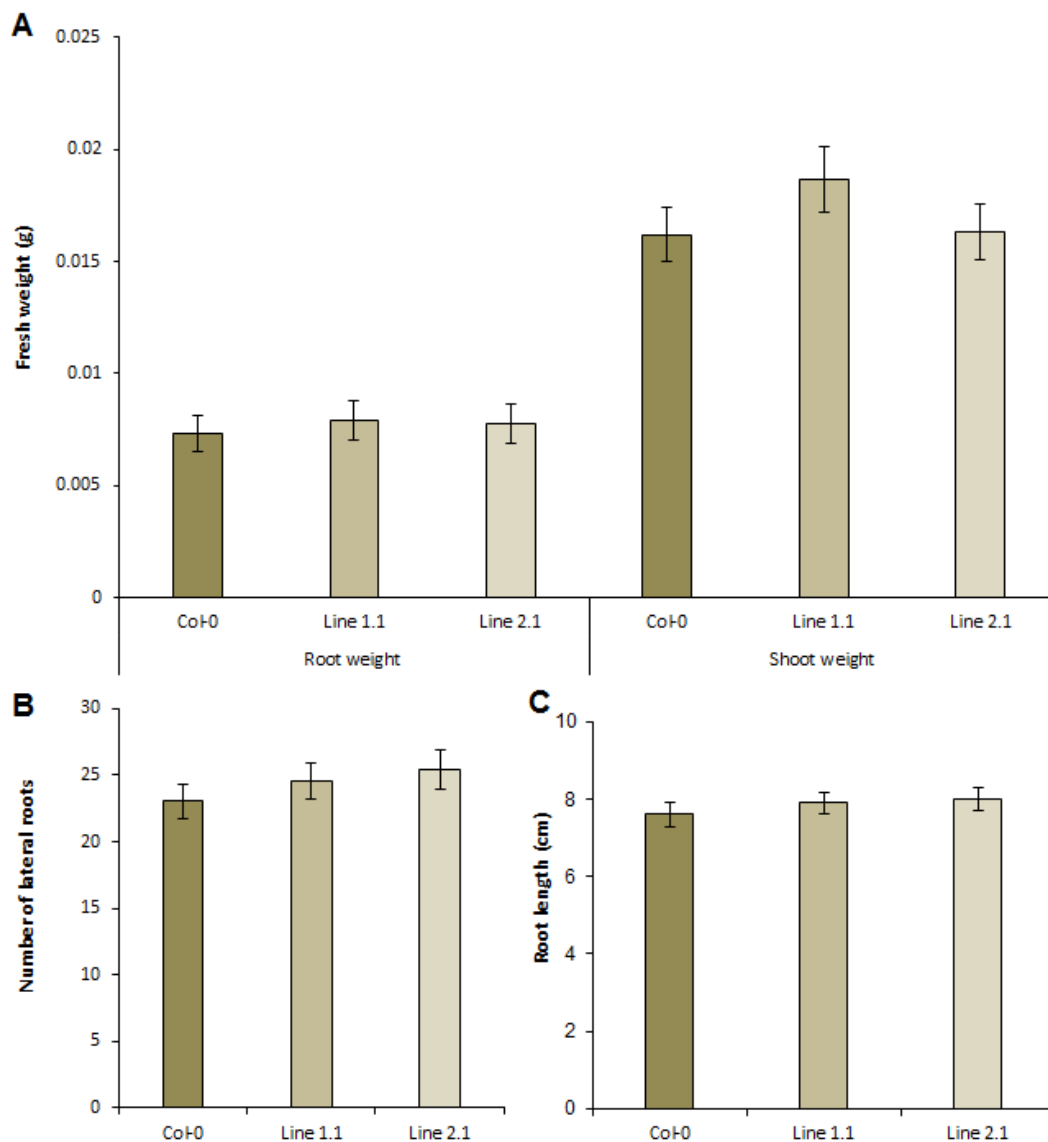 A
Fresh weight (g)
0.025
0.02
0.015
0.01
0.005
0
Col-0 Line 1.1 Line 2.1 Col-0 Line 1.1 Line 2.1
Root weight Shoot weight
B
Number of lateral roots
30
25
20
15
10
5
0
Col-0 Line 1.1 Line 2.1
C
Root length (cm)
10
8
6
4
2
0
Col-0 Line 1.1 Line 2.1